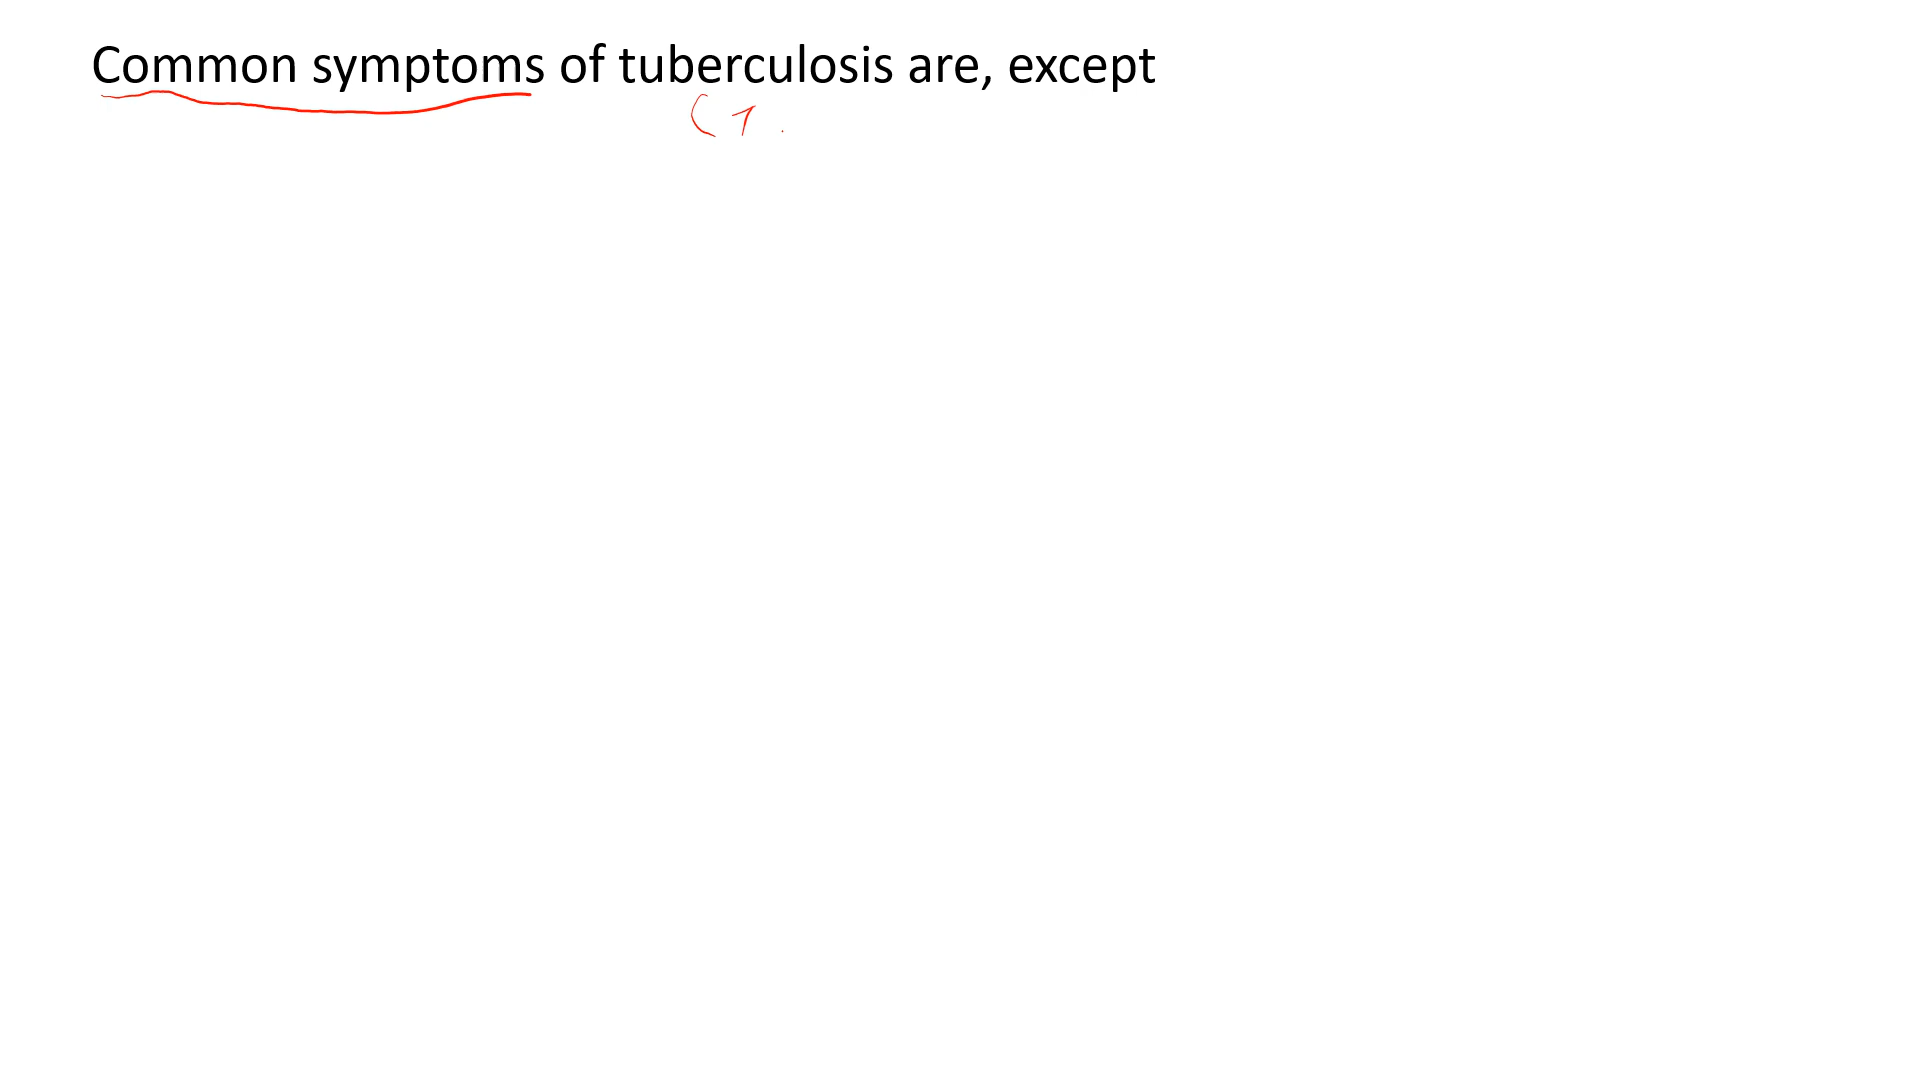 Common symptoms of tuberculosis are, except
(T.